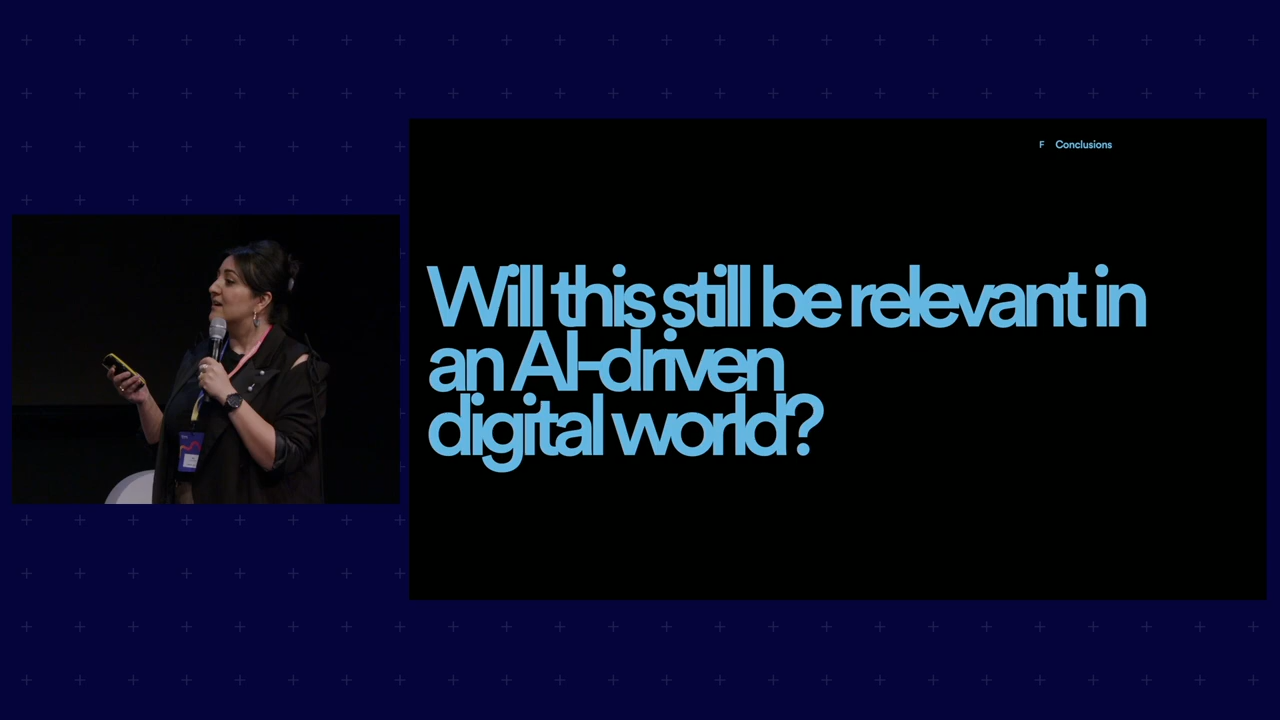 F Conclusions
Will this still be relevant in
an AI-driven
digital world?